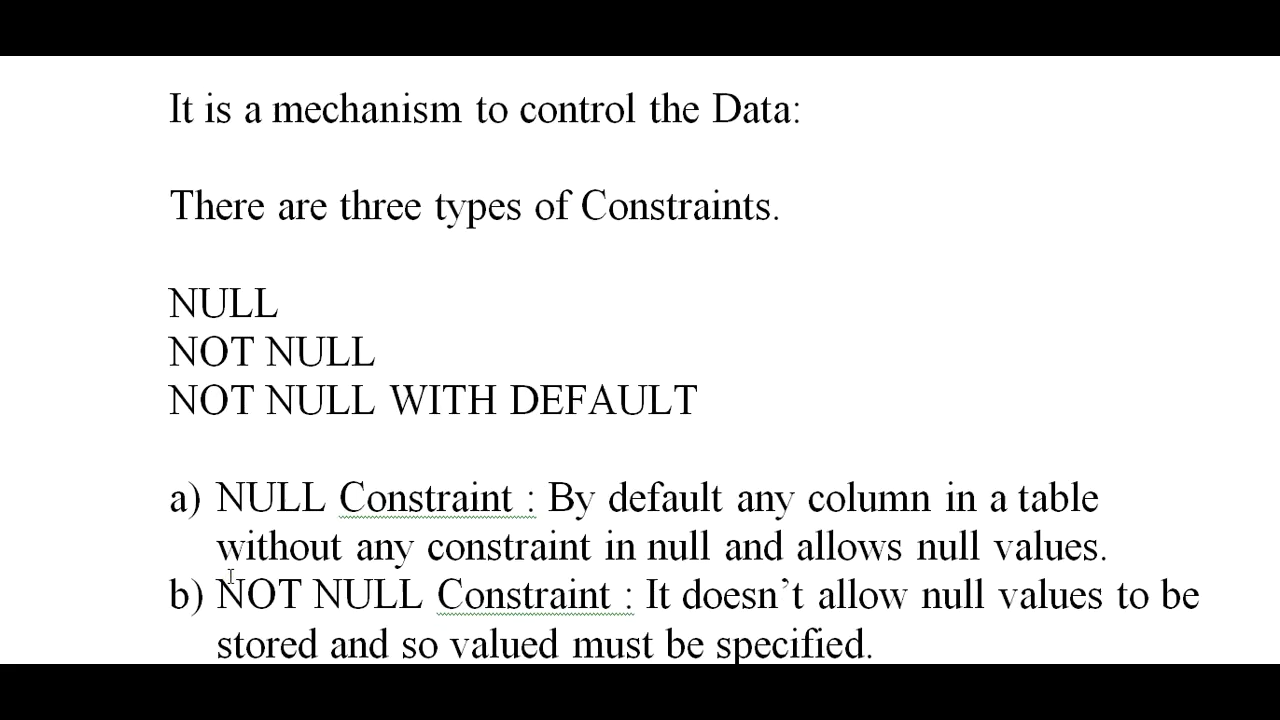 It is a mechanism to control the Data:
There are three types of Constraints.
NULL
NOT NULL
NOT NULL WITH DEFAULT
a) NULL Constraint : By default any column in a table
without any constraint in null and allows null values.
b) NOT NULL Constraint : It doesn’t allow null values to be
stored and so valued must be specified.